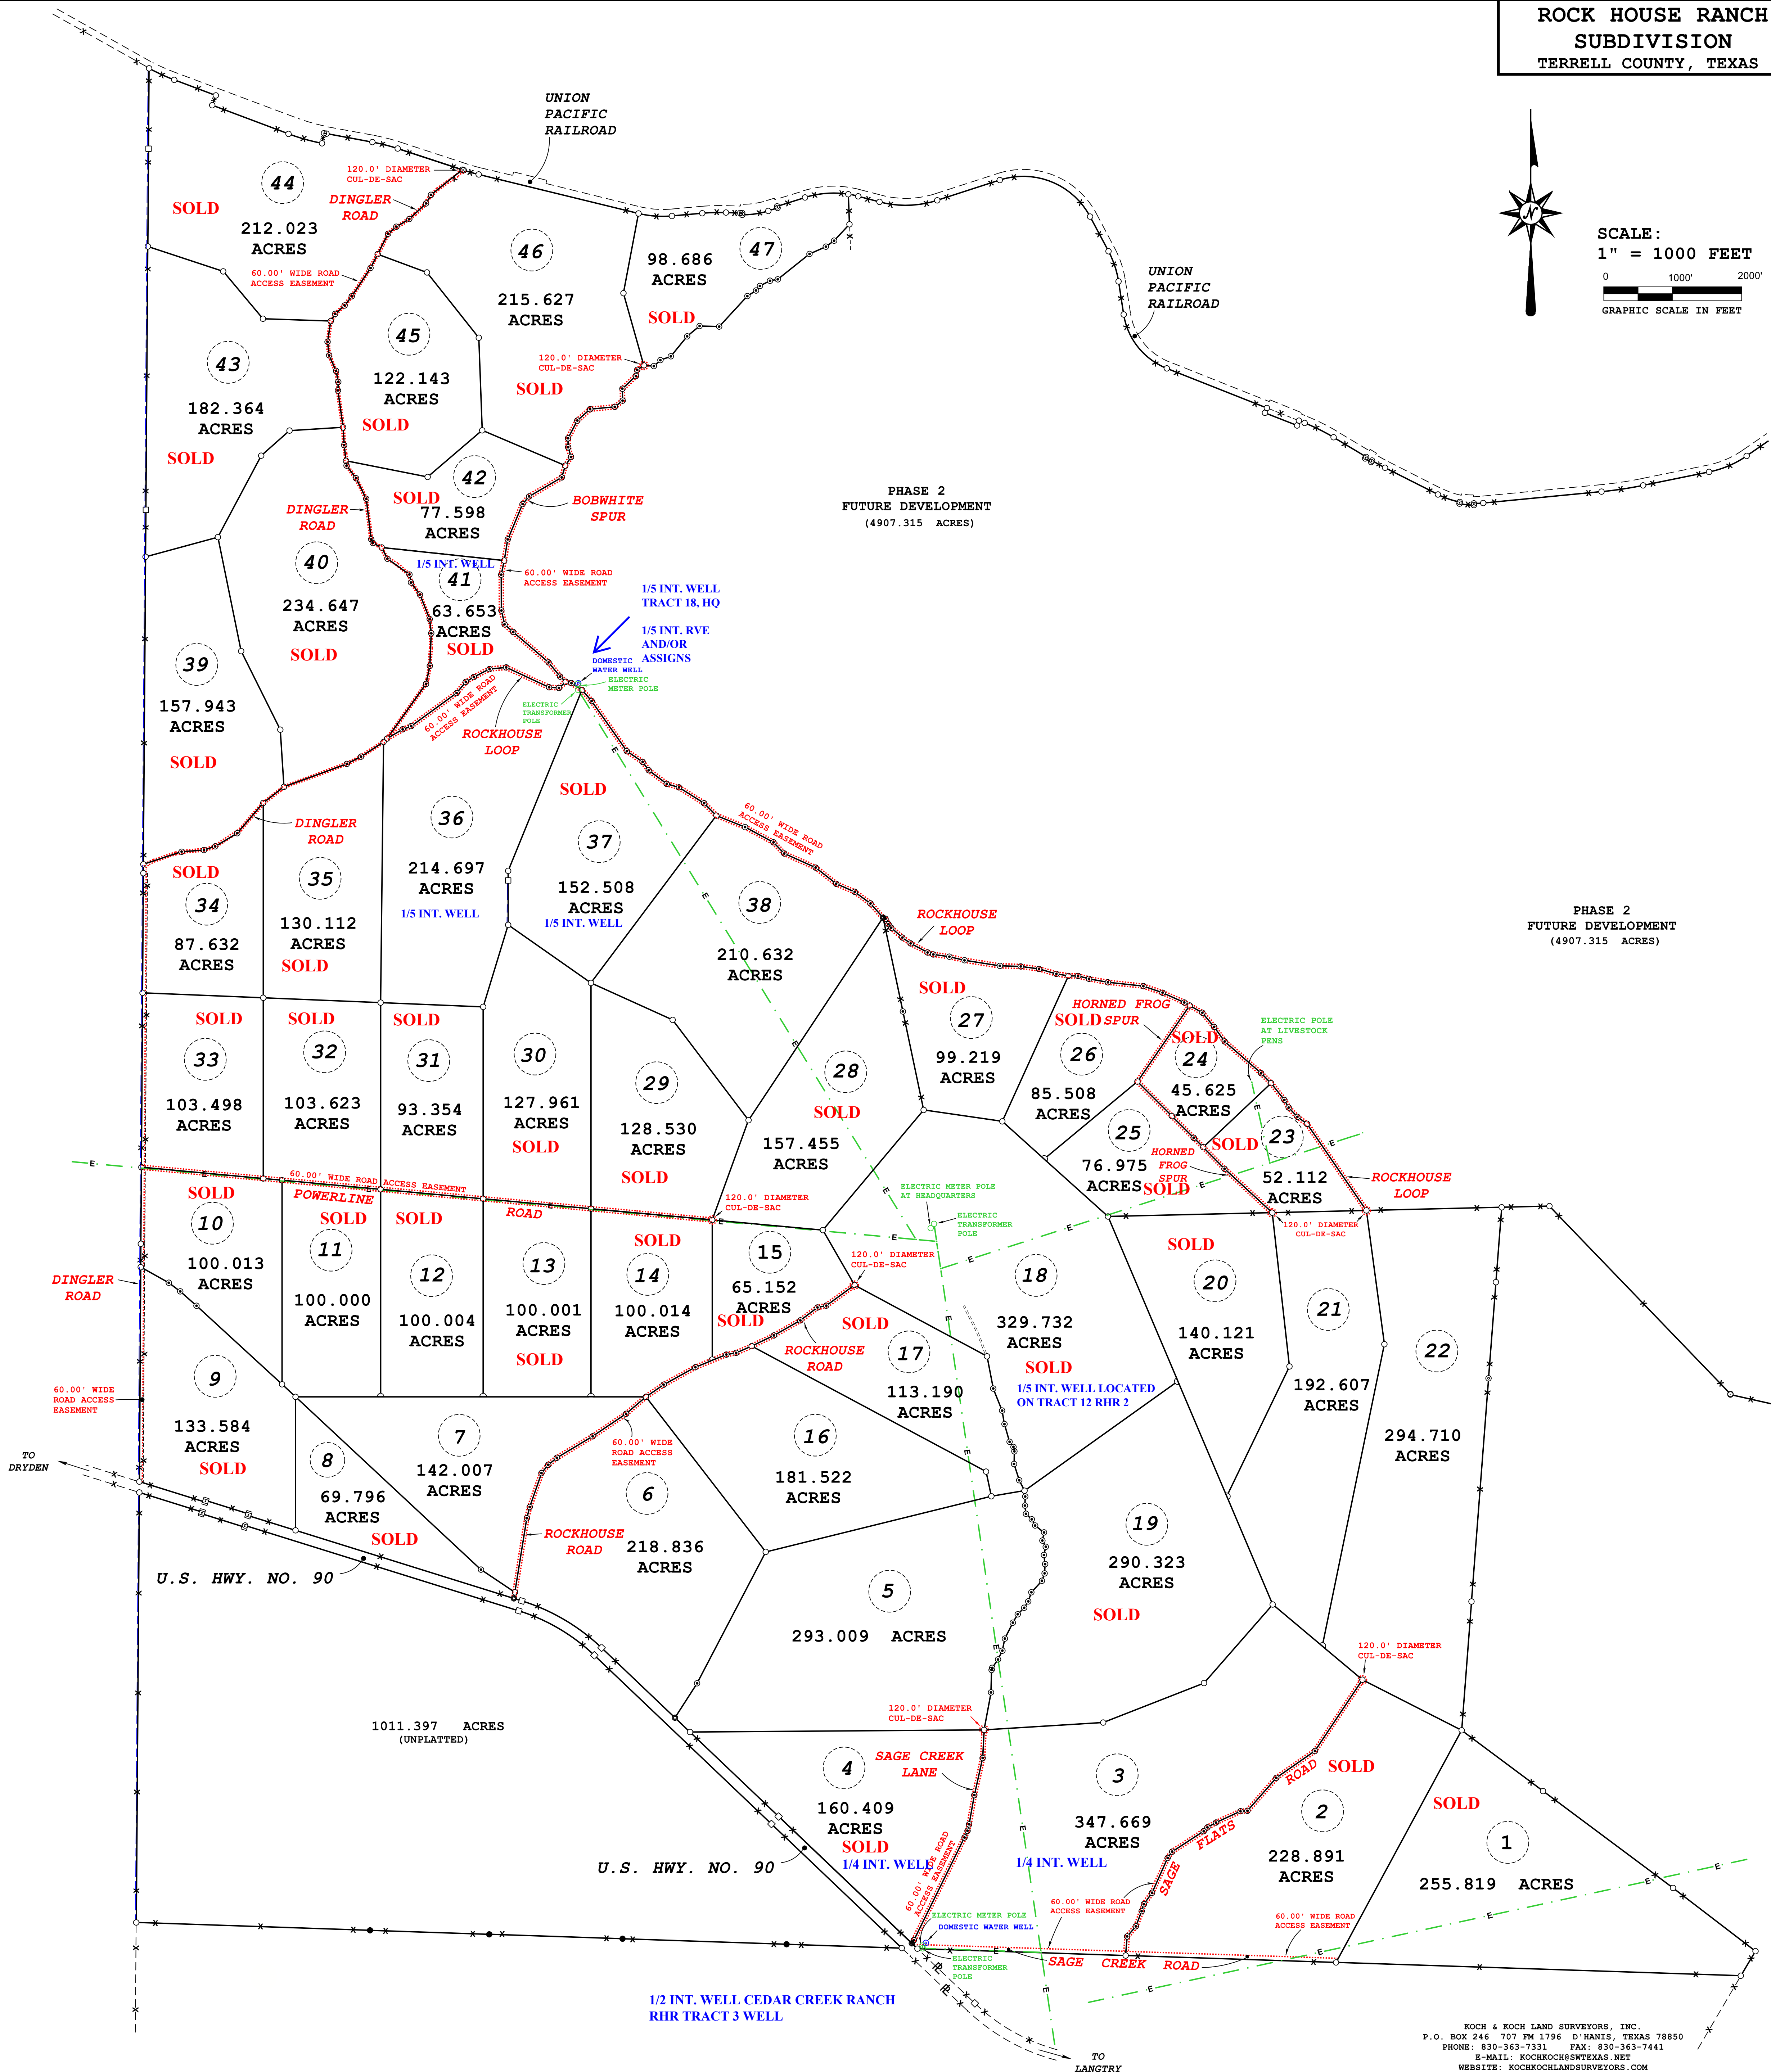 ROCK HOUSE RANCH
SUBDIVISION
TERRELL COUNTY, TEXAS
N
SCALE:
1" = 1000 FEET
0 1000' 2000'
GRAPHIC SCALE IN FEET
UNION
PACIFIC
RAILROAD
UNION
PACIFIC
RAILROAD
120.0' DIAMETER
CUL-DE-SAC
DINGLER
ROAD
44
SOLD
212.023
ACRES
60.00' WIDE ROAD
ACCESS EASEMENT
46
215.627
ACRES
SOLD
47
98.686
ACRES
SOLD
120.0' DIAMETER
CUL-DE-SAC
45
122.143
ACRES
SOLD
43
182.364
ACRES
SOLD
42
SOLD
77.598
ACRES
BOBWHITE
SPUR
DINGLER
ROAD
PHASE 2
FUTURE DEVELOPMENT
(4907.315 ACRES)
40
234.647
ACRES
SOLD
1/5 INT. WELL
41
63.653
ACRES
SOLD
60.00' WIDE ROAD
ACCESS EASEMENT
1/5 INT. WELL
TRACT 18, HQ
1/5 INT. RVE
AND/OR
ASSIGNS
DOMESTIC
WATER WELL
ELECTRIC
METER POLE
ELECTRIC
TRANSFORMER
POLE
39
157.943
ACRES
SOLD
60.00' WIDE ROAD
ACCESS EASEMENT
ROCKHOUSE
LOOP
DINGLER
ROAD
36
214.697
ACRES
1/5 INT. WELL
SOLD
37
152.508
ACRES
1/5 INT. WELL
60.00' WIDE ROAD
ACCESS EASEMENT
SOLD
34
87.632
ACRES
35
130.112
ACRES
SOLD
38
210.632
ACRES
ROCKHOUSE
LOOP
PHASE 2
FUTURE DEVELOPMENT
(4907.315 ACRES)
SOLD
27
99.219
ACRES
HORNED FROG
SPUR
SOLD
26
85.508
ACRES
SOLD
24
45.625
ACRES
ELECTRIC POLE
AT LIVESTOCK
PENS
SOLD
33
103.498
ACRES
SOLD
32
103.623
ACRES
SOLD
31
93.354
ACRES
30
127.961
ACRES
SOLD
29
128.530
ACRES
SOLD
28
SOLD
157.455
ACRES
25
76.975
ACRES
SOLD
HORNED
FROG
SPUR
SOLD
23
52.112
ACRES
ROCKHOUSE
LOOP
60.00' WIDE ROAD ACCESS EASEMENT
POWERLINE
ROAD
120.0' DIAMETER
CUL-DE-SAC
ELECTRIC METER POLE
AT HEADQUARTERS
ELECTRIC
TRANSFORMER
POLE
120.0' DIAMETER
CUL-DE-SAC
SOLD
10
100.013
ACRES
SOLD
11
100.000
ACRES
SOLD
12
100.004
ACRES
13
100.001
ACRES
SOLD
SOLD
14
100.014
ACRES
15
65.152
ACRES
SOLD
120.0' DIAMETER
CUL-DE-SAC
ROCKHOUSE
ROAD
SOLD
17
113.190
ACRES
18
329.732
ACRES
SOLD
1/5 INT. WELL LOCATED
ON TRACT 12 RHR 2
SOLD
20
140.121
ACRES
21
192.607
ACRES
22
294.710
ACRES
DINGLER
ROAD
60.00' WIDE
ROAD ACCESS
EASEMENT
9
133.584
ACRES
SOLD
TO
DRYDEN
8
69.796
ACRES
SOLD
7
142.007
ACRES
60.00' WIDE
ROAD ACCESS
EASEMENT
6
218.836
ACRES
ROCKHOUSE
ROAD
16
181.522
ACRES
19
290.323
ACRES
SOLD
U.S. HWY. NO. 90
5
293.009 ACRES
120.0' DIAMETER
CUL-DE-SAC
120.0' DIAMETER
CUL-DE-SAC
1011.397 ACRES
(UNPLATTED)
4
160.409
ACRES
SOLD
1/4 INT. WELL
SAGE CREEK
LANE
60.00' WIDE ROAD
ACCESS EASEMENT
3
347.669
ACRES
1/4 INT. WELL
SAGE FLATS ROAD
SOLD
2
228.891
ACRES
SOLD
1
255.819 ACRES
U.S. HWY. NO. 90
60.00' WIDE ROAD
ACCESS EASEMENT
60.00' WIDE ROAD
ACCESS EASEMENT
ELECTRIC METER POLE
DOMESTIC WATER WELL
ELECTRIC
TRANSFORMER
POLE
SAGE CREEK ROAD
1/2 INT. WELL CEDAR CREEK RANCH
RHR TRACT 3 WELL
TO
LANGTRY
KOCH & KOCH LAND SURVEYORS, INC.
P.O. BOX 246 707 FM 1796 D'HANIS, TEXAS 78850
PHONE: 830-363-7331 FAX: 830-363-7441
E-MAIL: KOCHKOCH@SWTEXAS.NET
WEBSITE: KOCHKOCHLANDSURVEYORS.COM